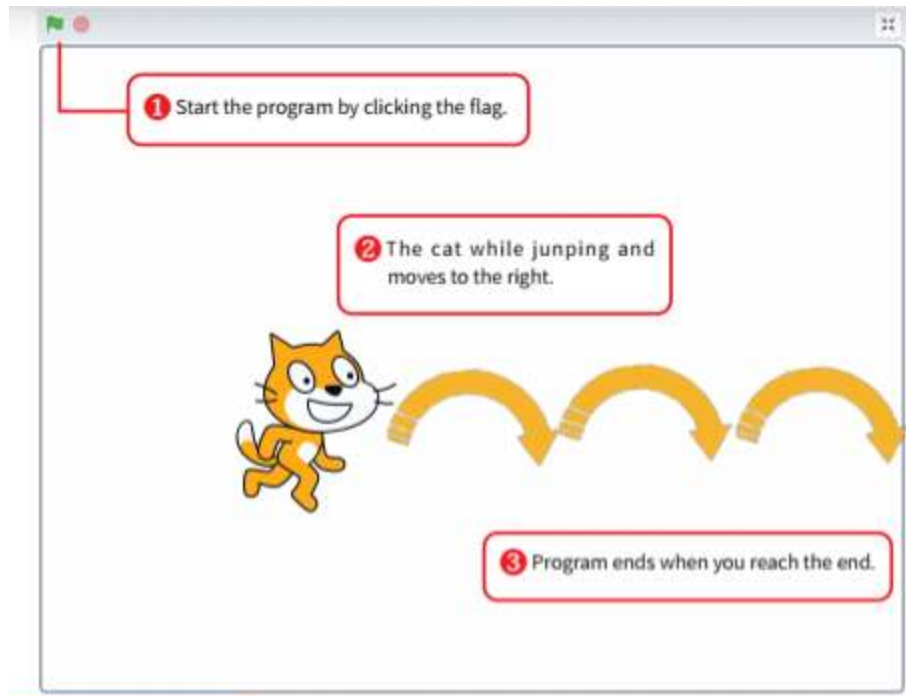 ❶ Start the program by clicking the flag.
❷ The cat while junping and
moves to the right.
❸ Program ends when you reach the end.